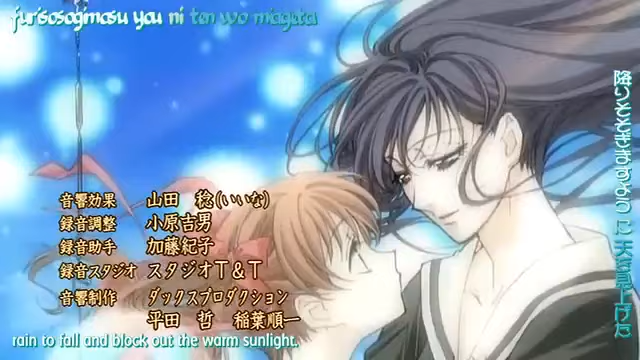 furisosogimasu you ni ten wo miageta
降りそそぎますように 天を見上げた
音響効果 山田 稔(いいな)
録音調整 小原吉男
録音助手 加藤紀子
録音スタジオ スタジオT&T
音響制作 ダックスプロダクション
平田 哲 稲葉順一
rain to fall and block out the warm sunlight.